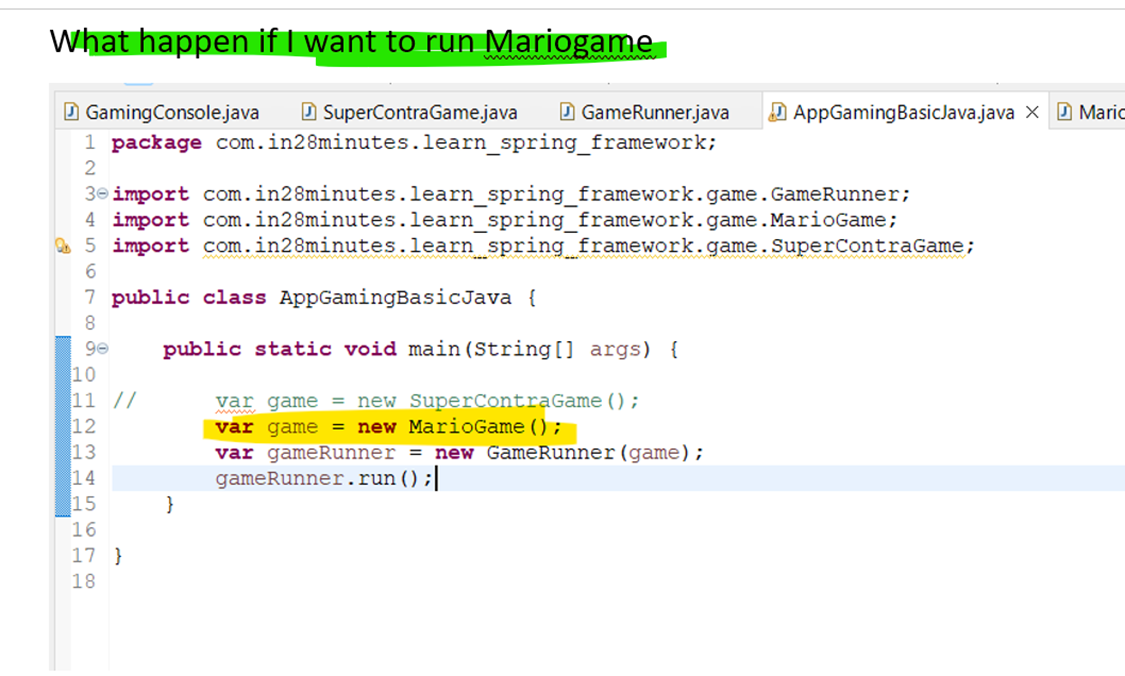 What happen if I want to run Mariogame
GamingConsole.java SuperContraGame.java GameRunner.java AppGamingBasicJava.java Maric
1 package com.in28minutes.learn_spring_framework;
2
3 import com.in28minutes.learn_spring_framework.game.GameRunner;
4 import com.in28minutes.learn_spring_framework.game.MarioGame;
5 import com.in28minutes.learn_spring_framework.game.SuperContraGame;
6
7 public class AppGamingBasicJava {
8
9 public static void main(String[] args) {
10
11 // var game = new SuperContraGame();
12 var game = new MarioGame();
13 var gameRunner = new GameRunner(game);
14 gameRunner.run();
15 }
16
17 }
18